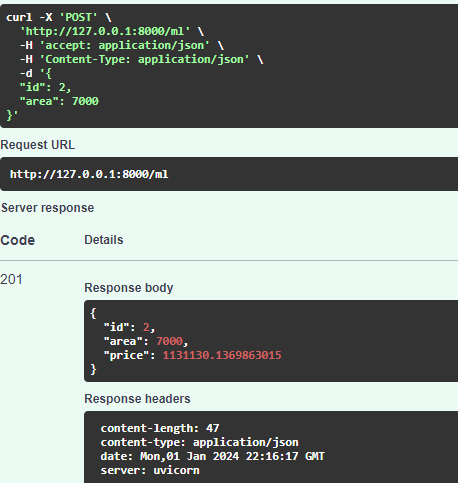 curl -X 'POST' \
  'http://127.0.0.1:8000/ml' \
  -H 'accept: application/json' \
  -H 'Content-Type: application/json' \
  -d '{
  "id": 2,
  "area": 7000
}'
Request URL
http://127.0.0.1:8000/ml
Server response
Code Details
201
Response body
{
  "id": 2,
  "area": 7000,
  "price": 1131130.1369863015
}
Response headers
content-length: 47
content-type: application/json
date: Mon,01 Jan 2024 22:16:17 GMT
server: uvicorn